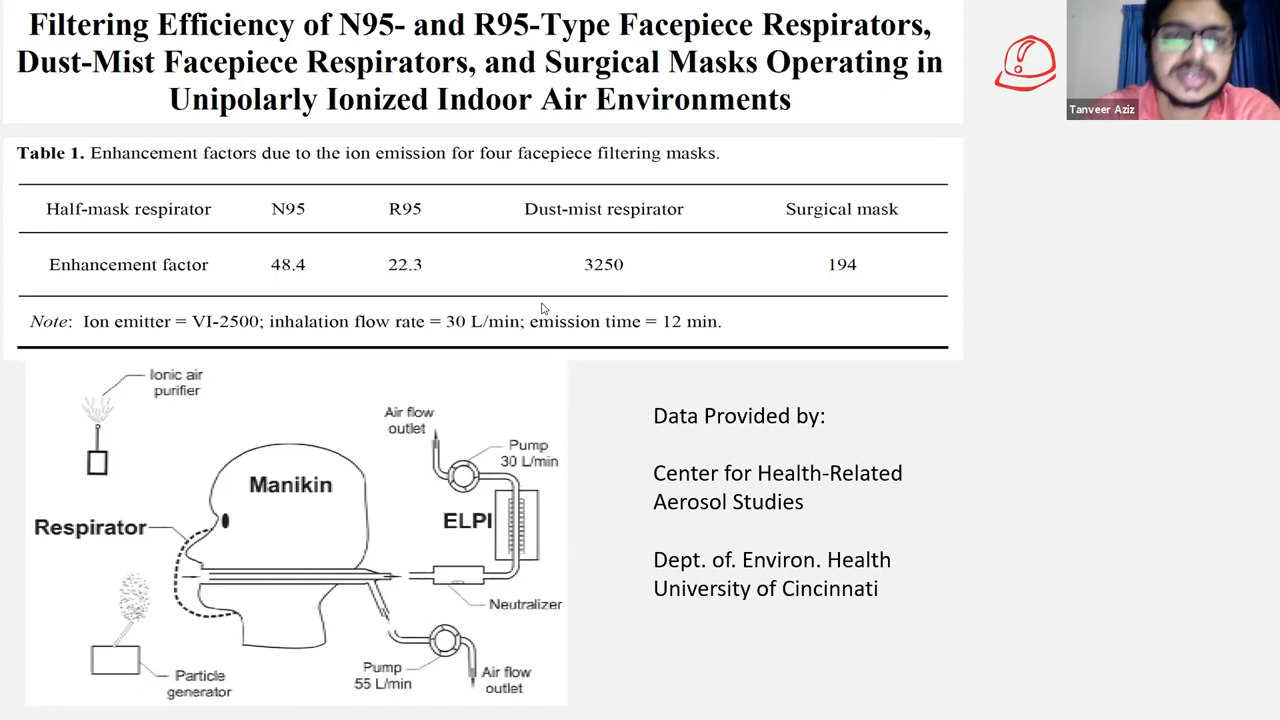 Filtering Efficiency of N95- and R95-Type Facepiece Respirators,
Dust-Mist Facepiece Respirators, and Surgical Masks Operating in
Unipolarly Ionized Indoor Air Environments
Tanveer Aziz
Table 1. Enhancement factors due to the ion emission for four facepiece filtering masks.
Half-mask respirator N95 R95 Dust-mist respirator Surgical mask
Enhancement factor 48.4 22.3 3250 194
Note: Ion emitter = VI-2500; inhalation flow rate = 30 L/min; emission time = 12 min.
Ionic air
purifier
Air flow
outlet
Pump
30 L/min
Manikin
ELPI
Respirator
Neutralizer
Particle
generator
Pump
55 L/min
Air flow
outlet
Data Provided by:
Center for Health-Related
Aerosol Studies
Dept. of. Environ. Health
University of Cincinnati